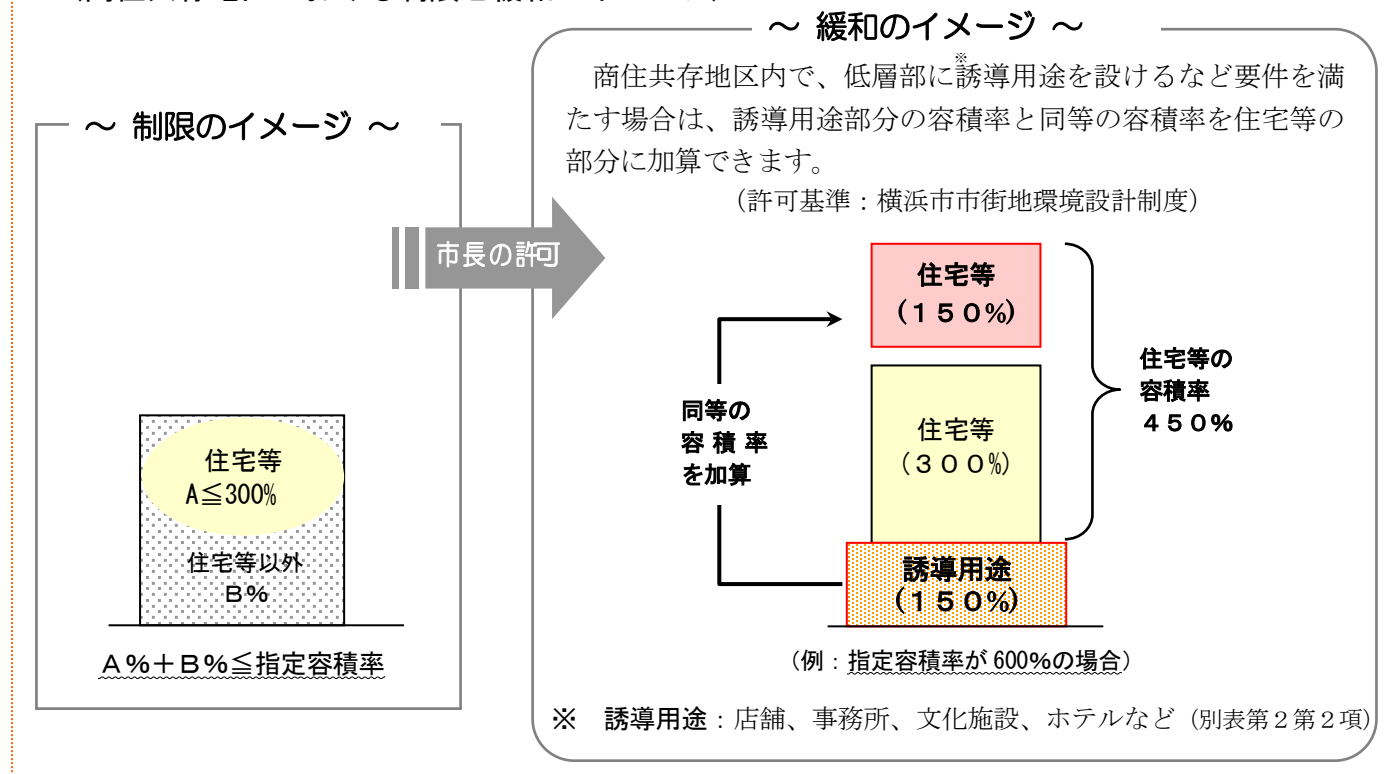 ～ 制限のイメージ ～
住宅等
A≦300%
住宅等以外
B%
A%＋B%≦指定容積率
市長の許可
～ 緩和のイメージ ～
※
商住共存地区内で、低層部に誘導用途を設けるなど要件を満
たす場合は、誘導用途部分の容積率と同等の容積率を住宅等の
部分に加算できます。
（許可基準：横浜市市街地環境設計制度）
住宅等
（１５０%）
住宅等
（３００%）
誘導用途
（１５０%）
同等の
容 積 率
を加算
住宅等の
容積率
４５０%
（例：指定容積率が 600%の場合）
※　誘導用途：店舗、事務所、文化施設、ホテルなど（別表第２第２項）